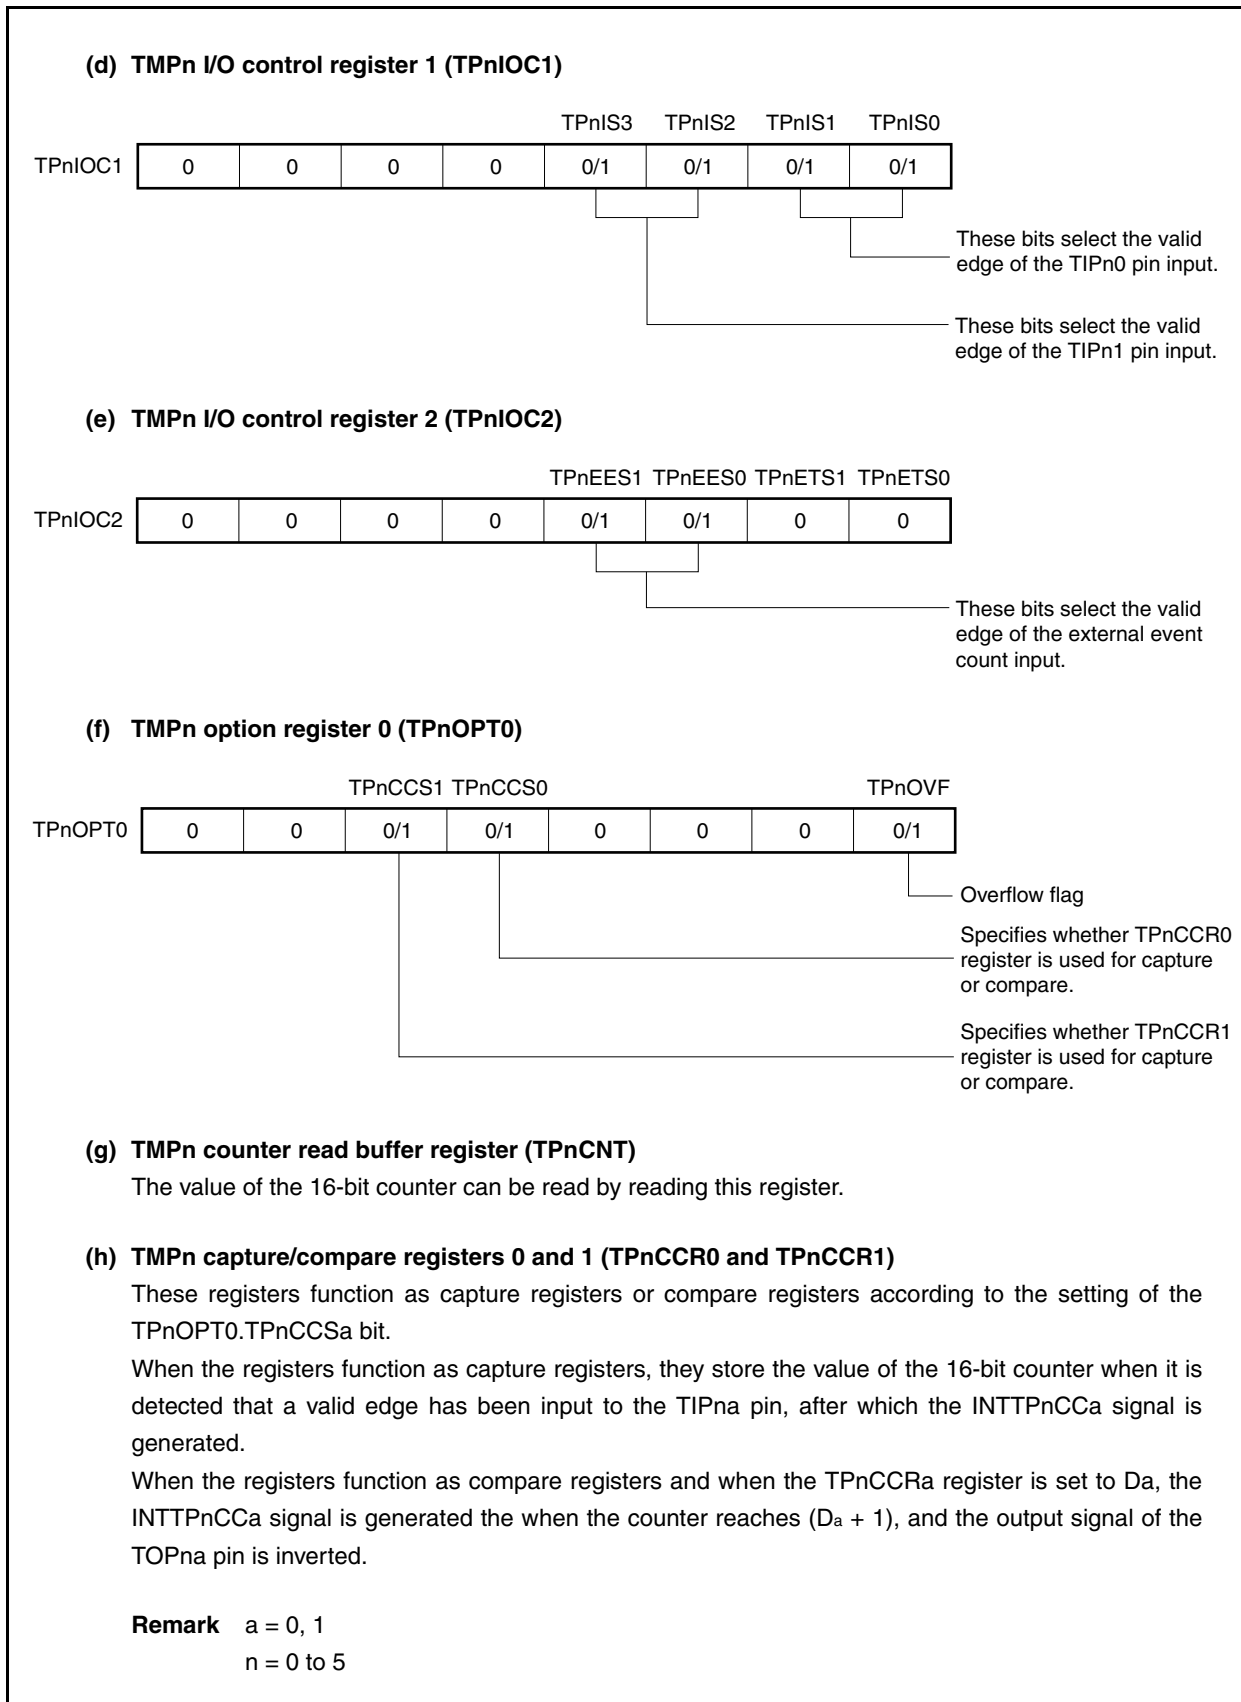 (d) TMPn I/O control register 1 (TPnIOC1)
TPnIS3 TPnIS2 TPnIS1 TPnIS0
TPnIOC1 0 0 0 0 0/1 0/1 0/1 0/1
These bits select the valid
edge of the TIPn0 pin input.
These bits select the valid
edge of the TIPn1 pin input.
(e) TMPn I/O control register 2 (TPnIOC2)
TPnEES1 TPnEES0 TPnETS1 TPnETS0
TPnIOC2 0 0 0 0 0/1 0/1 0 0
These bits select the valid
edge of the external event
count input.
(f) TMPn option register 0 (TPnOPT0)
TPnCCS1 TPnCCS0 TPnOVF
TPnOPT0 0 0 0/1 0/1 0 0 0 0/1
Overflow flag
Specifies whether TPnCCR0
register is used for capture
or compare.
Specifies whether TPnCCR1
register is used for capture
or compare.
(g) TMPn counter read buffer register (TPnCNT)
The value of the 16-bit counter can be read by reading this register.
(h) TMPn capture/compare registers 0 and 1 (TPnCCR0 and TPnCCR1)
These registers function as capture registers or compare registers according to the setting of the
TPnOPT0.TPnCCSa bit.
When the registers function as capture registers, they store the value of the 16-bit counter when it is
detected that a valid edge has been input to the TIPna pin, after which the INTTPnCCa signal is
generated.
When the registers function as compare registers and when the TPnCCRa register is set to Da, the
INTTPnCCa signal is generated the when the counter reaches (Da + 1), and the output signal of the
TOPna pin is inverted.
Remark a = 0, 1
n = 0 to 5